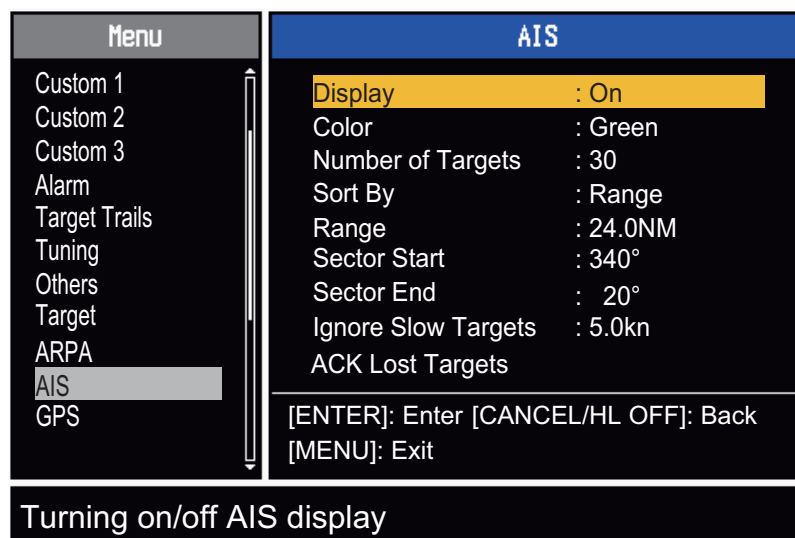 Menu
Custom 1
Custom 2
Custom 3
Alarm
Target Trails
Tuning
Others
Target
ARPA
AIS
GPS
AIS
Display : On
Color : Green
Number of Targets : 30
Sort By : Range
Range : 24.0NM
Sector Start : 340°
Sector End : 20°
Ignore Slow Targets : 5.0kn
ACK Lost Targets
[ENTER]: Enter [CANCEL/HL OFF]: Back
[MENU]: Exit
Turning on/off AIS display